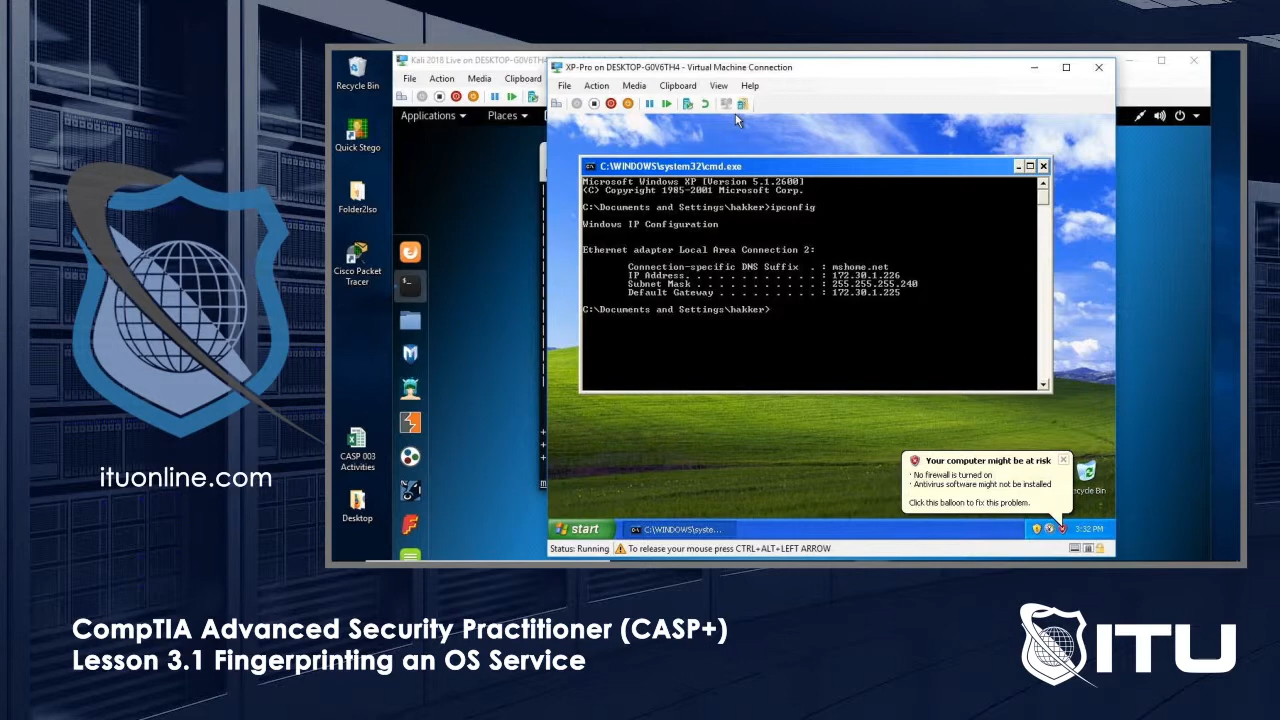 Recycle Bin
Quick Stego
Folder2Iso
Cisco Packet
Tracer
CASP 003
Activities
Desktop
Kali 2018 Live on DESKTOP-G0V6TH4
File Action Media Clipboard
Applications Places
XP-Pro on DESKTOP-G0V6TH4 - Virtual Machine Connection
File Action Media Clipboard View Help
C:\WINDOWS\system32\cmd.exe
Microsoft Windows XP [Version 5.1.2600]
(C) Copyright 1985-2001 Microsoft Corp.
C:\Documents and Settings\hakker>ipconfig
Windows IP Configuration
Ethernet adapter Local Area Connection 2:
Connection-specific DNS Suffix . : mshome.net
IP Address. . . . . . . . . . . . : 172.30.1.226
Subnet Mask . . . . . . . . . . . : 255.255.255.240
Default Gateway . . . . . . . . . : 172.30.1.225
C:\Documents and Settings\hakker>
Your computer might be at risk
· No firewall is turned on
· Antivirus software might not be installed
Click this balloon to fix this problem.
ecycle Bin
start C:\WINDOWS\syste... 3:32 PM
Status: Running To release your mouse press CTRL+ALT+LEFT ARROW
ituonline.com
CompTIA Advanced Security Practitioner (CASP+)
Lesson 3.1 Fingerprinting an OS Service
ITU